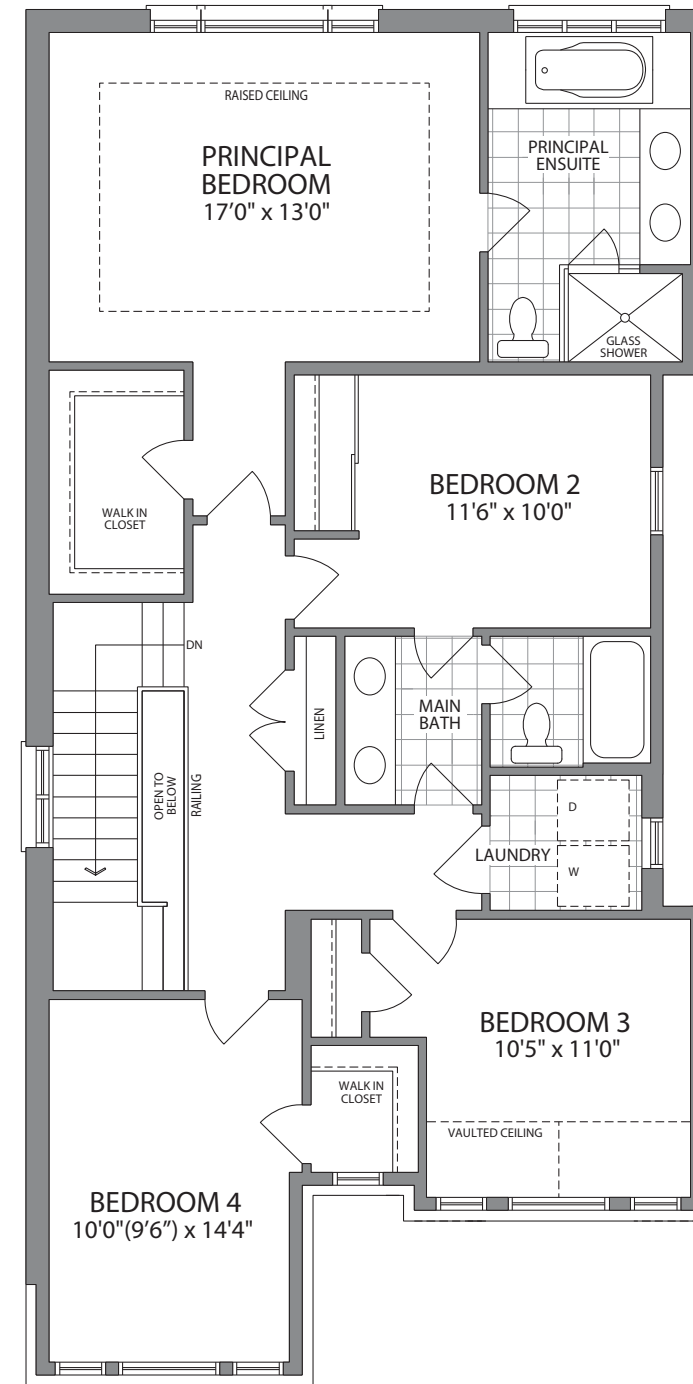 RAISED CEILING
PRINCIPAL
BEDROOM
17’0" x 13'0"
PRINCIPAL
ENSUITE
GLASS
SHOWER
WALK IN
CLOSET
BEDROOM 2
11'6" x 10'0"
DN
LINEN
MAIN
BATH
OPEN TO
BELOW
RAILING
D
LAUNDRY
W
BEDROOM 3
10'5" x 11'0"
WALK IN
CLOSET
VAULTED CEILING
BEDROOM 4
10'0"(9’6”) x 14'4"